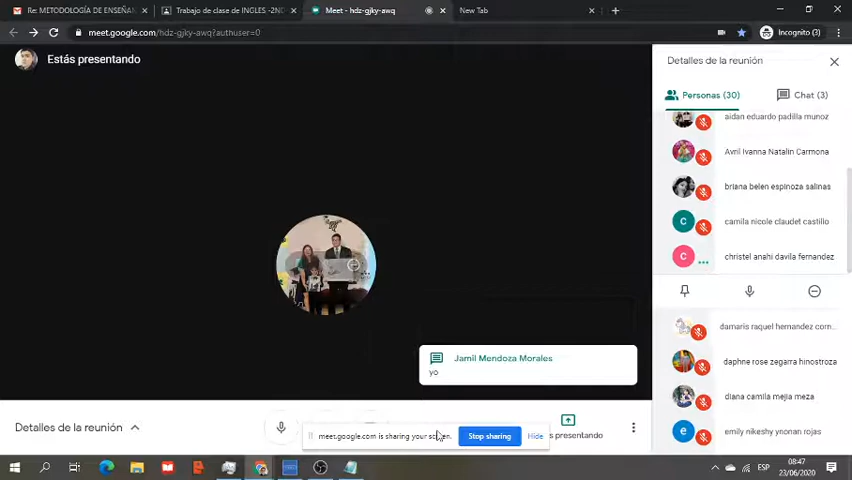 Re: METODOLOGÍA DE ENSEÑAN
Trabajo de clase de INGLES -2ND
Meet - hdz-gjky-awq
New Tab
meet.google.com/hdz-gjky-awq?authuser=0
Incognito (3)
Estás presentando
Detalles de la reunión
Personas (30)
Chat (3)
aidan eduardo padilla munoz
Avril Ivanna Natalin Carmona
briana belen espinoza salinas
C
camila nicole claudet castillo
C
christel anahi davila fernandez
damaris raquel hernandez corn...
daphne rose zegarra hinostroza
diana camila mejia meza
e
emily nikeshy ynonan rojas
Jamil Mendoza Morales
yo
Detalles de la reunión
meet.google.com is sharing your screen.
Stop sharing
Hide
s presentando
ESP
08:47
23/06/2020